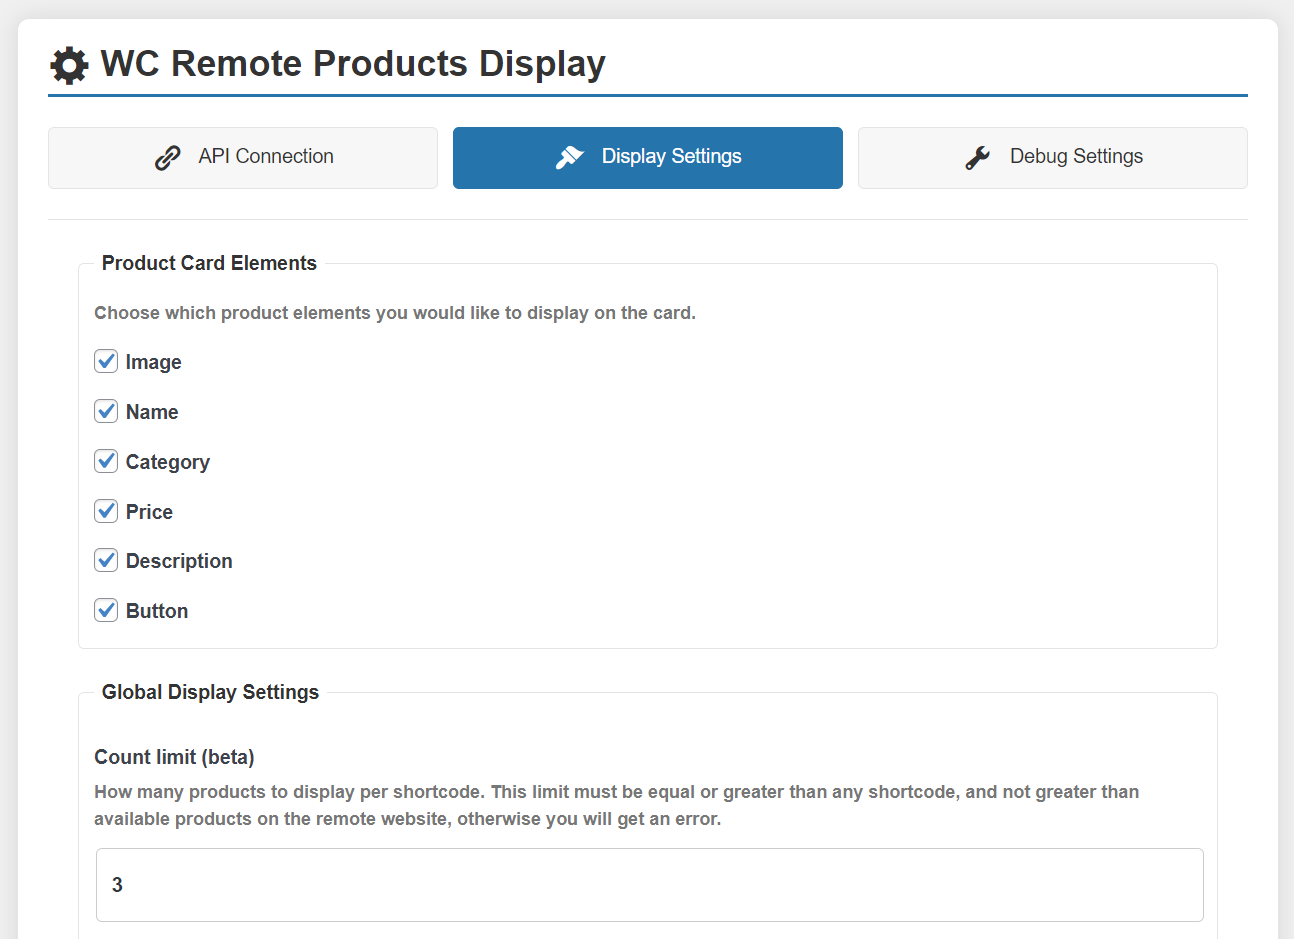 WC Remote Products Display
API Connection
Display Settings
Debug Settings
Product Card Elements
Choose which product elements you would like to display on the card.
Image
Name
Category
Price
Description
Button
Global Display Settings
Count limit (beta)
How many products to display per shortcode. This limit must be equal or greater than any shortcode, and not greater than
available products on the remote website, otherwise you will get an error.
3